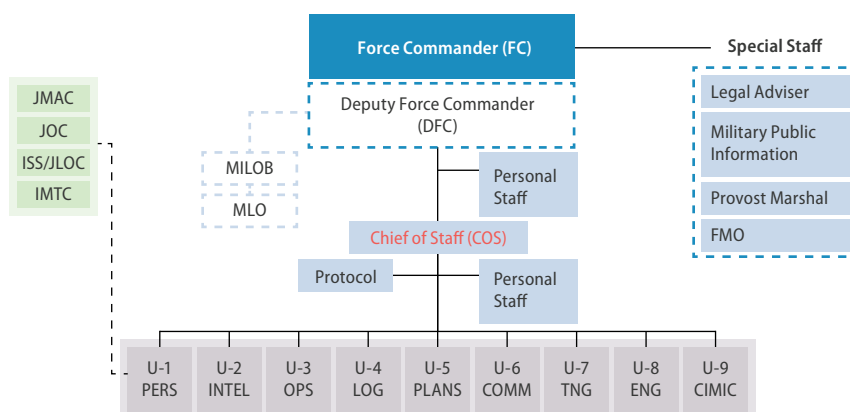 Force Commander (FC)
Special Staff
Deputy Force Commander
(DFC)
JMAC
JOC
ISS/JLOC
IMTC
MILOB
MLO
Legal Adviser
Military Public
Information
Provost Marshal
FMO
Personal
Staff
Chief of Staff (COS)
Protocol
Personal
Staff
U-1
PERS
U-2
INTEL
U-3
OPS
U-4
LOG
U-5
PLANS
U-6
COMM
U-7
TNG
U-8
ENG
U-9
CIMIC